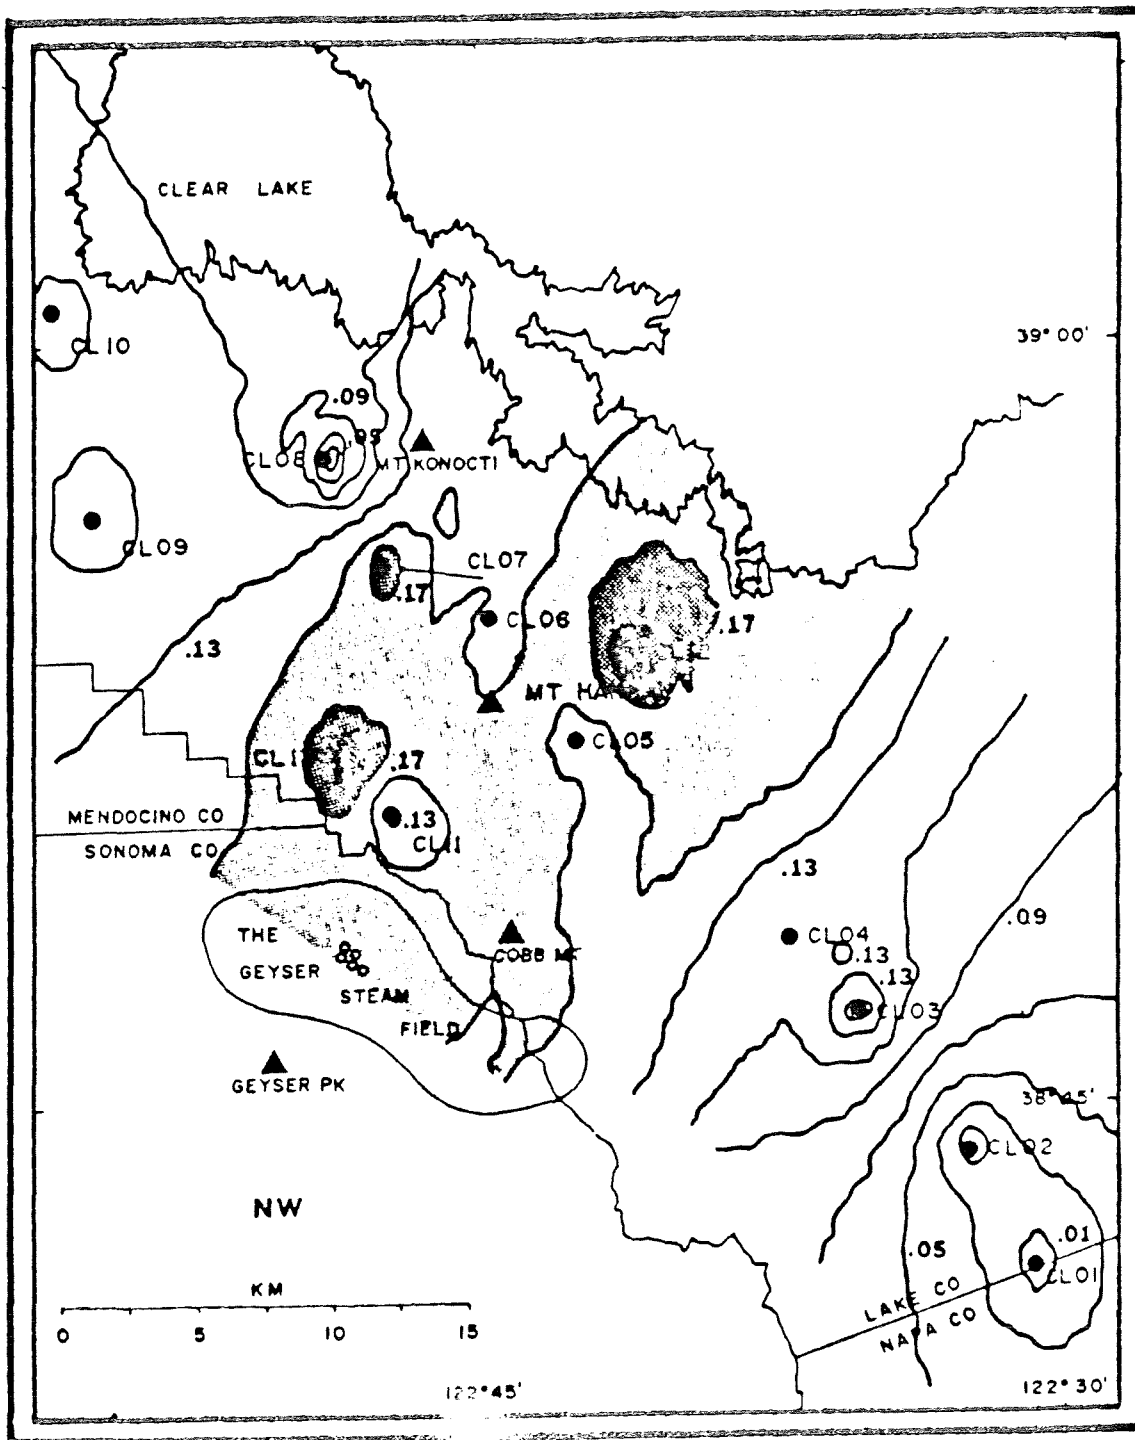 CLEAR LAKE
39° 00'
CL10
.09
CL08
MT KONOCTI
CL09
CL07
.17
CL06
.17
.13
MT HA
CL05
.17
MENDOCINO CO
.13
SONOMA CO
CL11
.13
.09
CL04
THE
COBB MT
.13
GEYSER
.13
STEAM
CL03
FIELD
GEYSER PK
38°45'
CL02
NW
.01
.05
CL01
KM
LAKE CO
NAPA CO
0 5 10 15
122°45'
122°30'